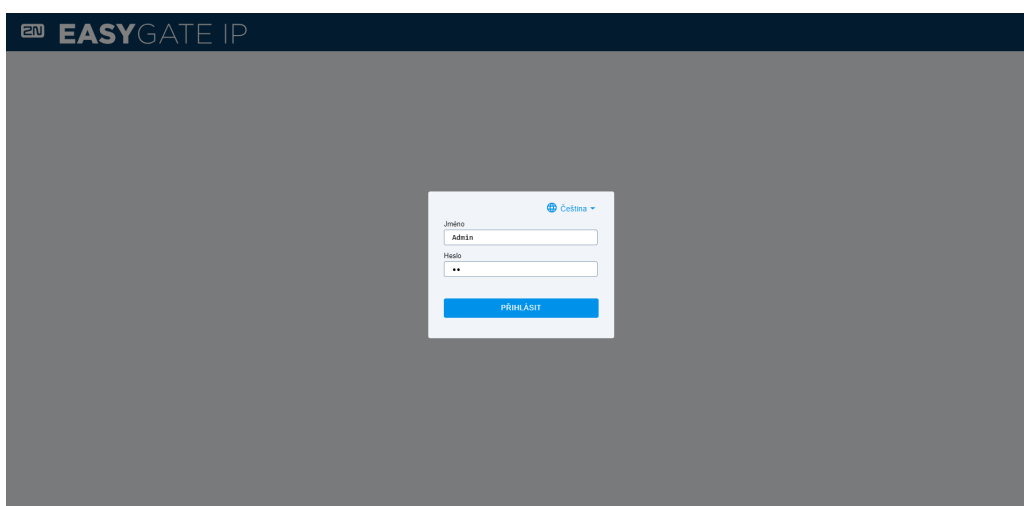 2N EASYGATE IP
Čeština
Jméno
Admin
Heslo
••
PŘIHLÁSIT